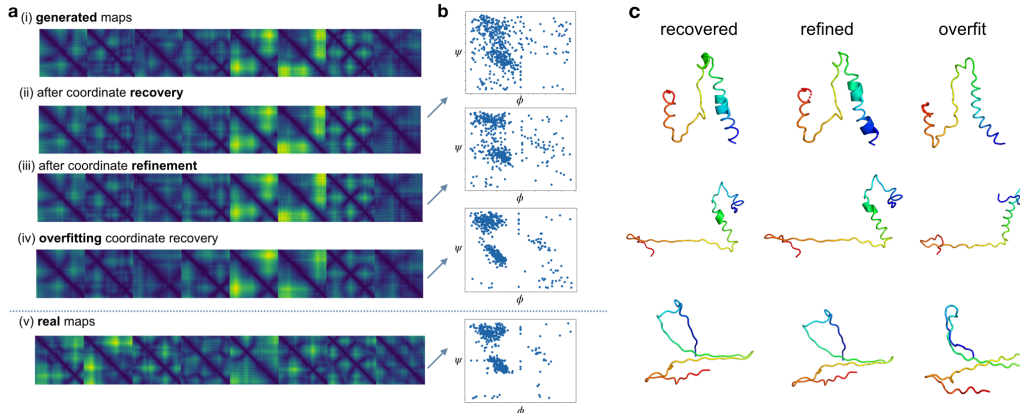 a
(i) generated maps
(ii) after coordinate recovery
(iii) after coordinate refinement
(iv) overfitting coordinate recovery
(v) real maps
b
ψ
ϕ
ψ
ϕ
ψ
ϕ
ψ
ϕ
c
recovered refined overfit